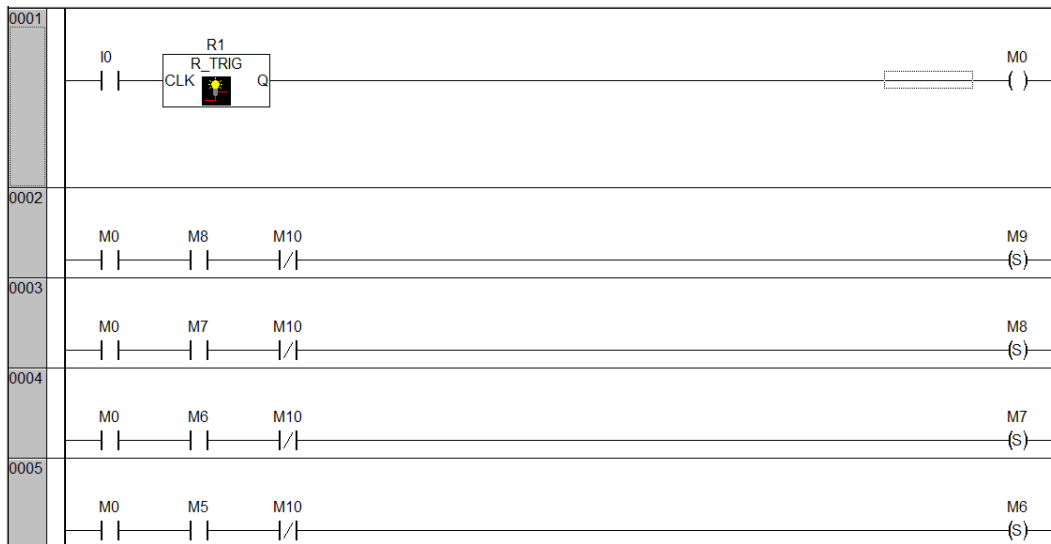 0001
R1
I0 R_TRIG M0
CLK Q
0002
M0 M8 M10 M9
(S)
0003
M0 M7 M10 M8
(S)
0004
M0 M6 M10 M7
(S)
0005
M0 M5 M10 M6
(S)